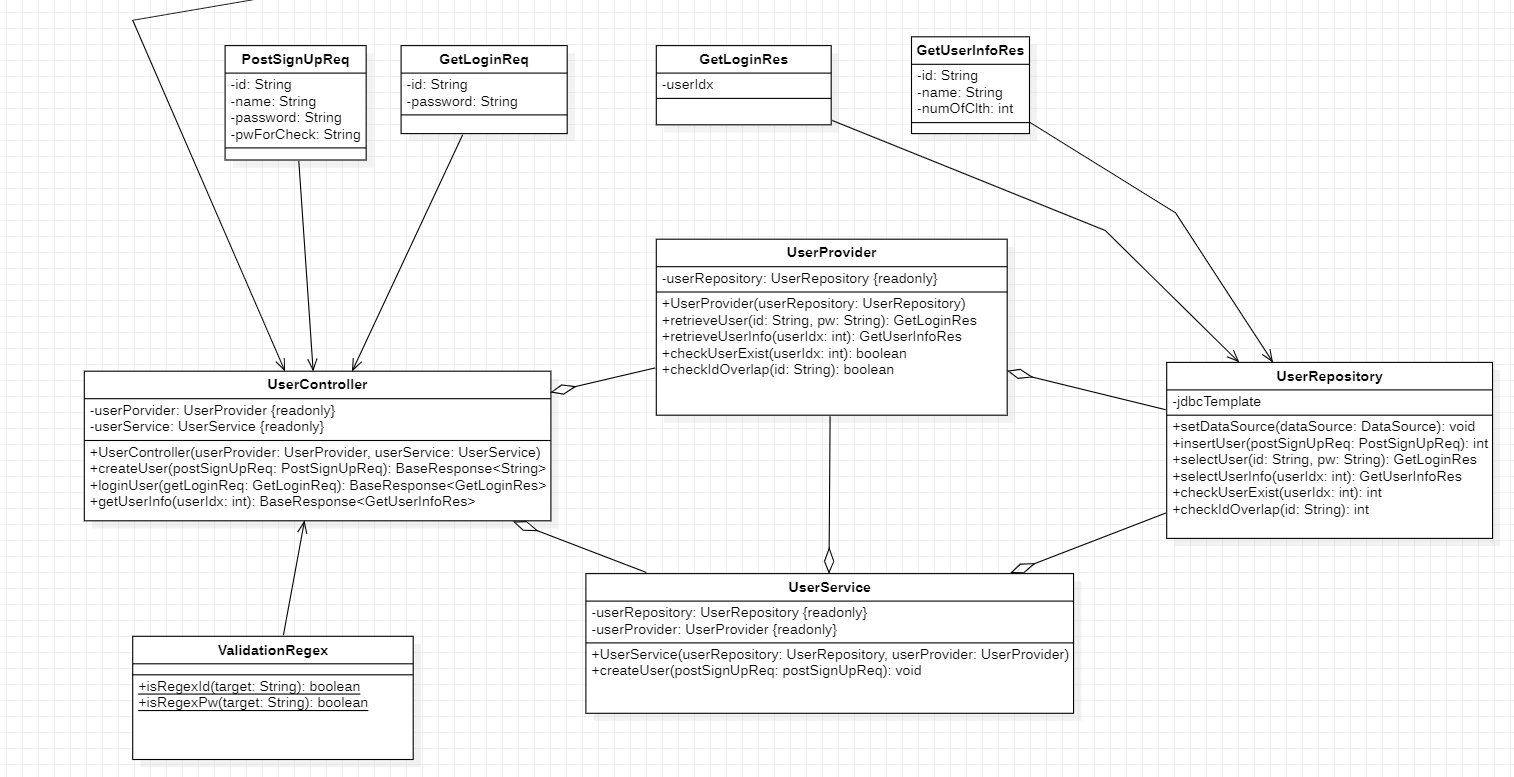 PostSignUpReq
-id: String
-name: String
-password: String
-pwForCheck: String
GetLoginReq
-id: String
-password: String
GetLoginRes
-userIdx
GetUserInfoRes
-id: String
-name: String
-numOfClth: int
UserProvider
-userRepository: UserRepository {readonly}
+UserProvider(userRepository: UserRepository)
+retrieveUser(id: String, pw: String): GetLoginRes
+retrieveUserInfo(userIdx: int): GetUserInfoRes
+checkUserExist(userIdx: int): boolean
+checkIdOverlap(id: String): boolean
UserController
-userPorvider: UserProvider {readonly}
-userService: UserService {readonly}
+UserController(userProvider: UserProvider, userService: UserService)
+createUser(postSignUpReq: PostSignUpReq): BaseResponse<String>
+loginUser(getLoginReq: GetLoginReq): BaseResponse<GetLoginRes>
+getUserInfo(userIdx: int): BaseResponse<GetUserInfoRes>
UserRepository
-jdbcTemplate
+setDataSource(dataSource: DataSource): void
+insertUser(postSignUpReq: PostSignUpReq): int
+selectUser(id: String, pw: String): GetLoginRes
+selectUserInfo(userIdx: int): GetUserInfoRes
+checkUserExist(userIdx: int): int
+checkIdOverlap(id: String): int
UserService
-userRepository: UserRepository {readonly}
-userProvider: UserProvider {readonly}
+UserService(userRepository: UserRepository, userProvider: UserProvider)
+createUser(postSignUpReq: postSignUpReq): void
ValidationRegex
+isRegexId(target: String): boolean
+isRegexPw(target: String): boolean